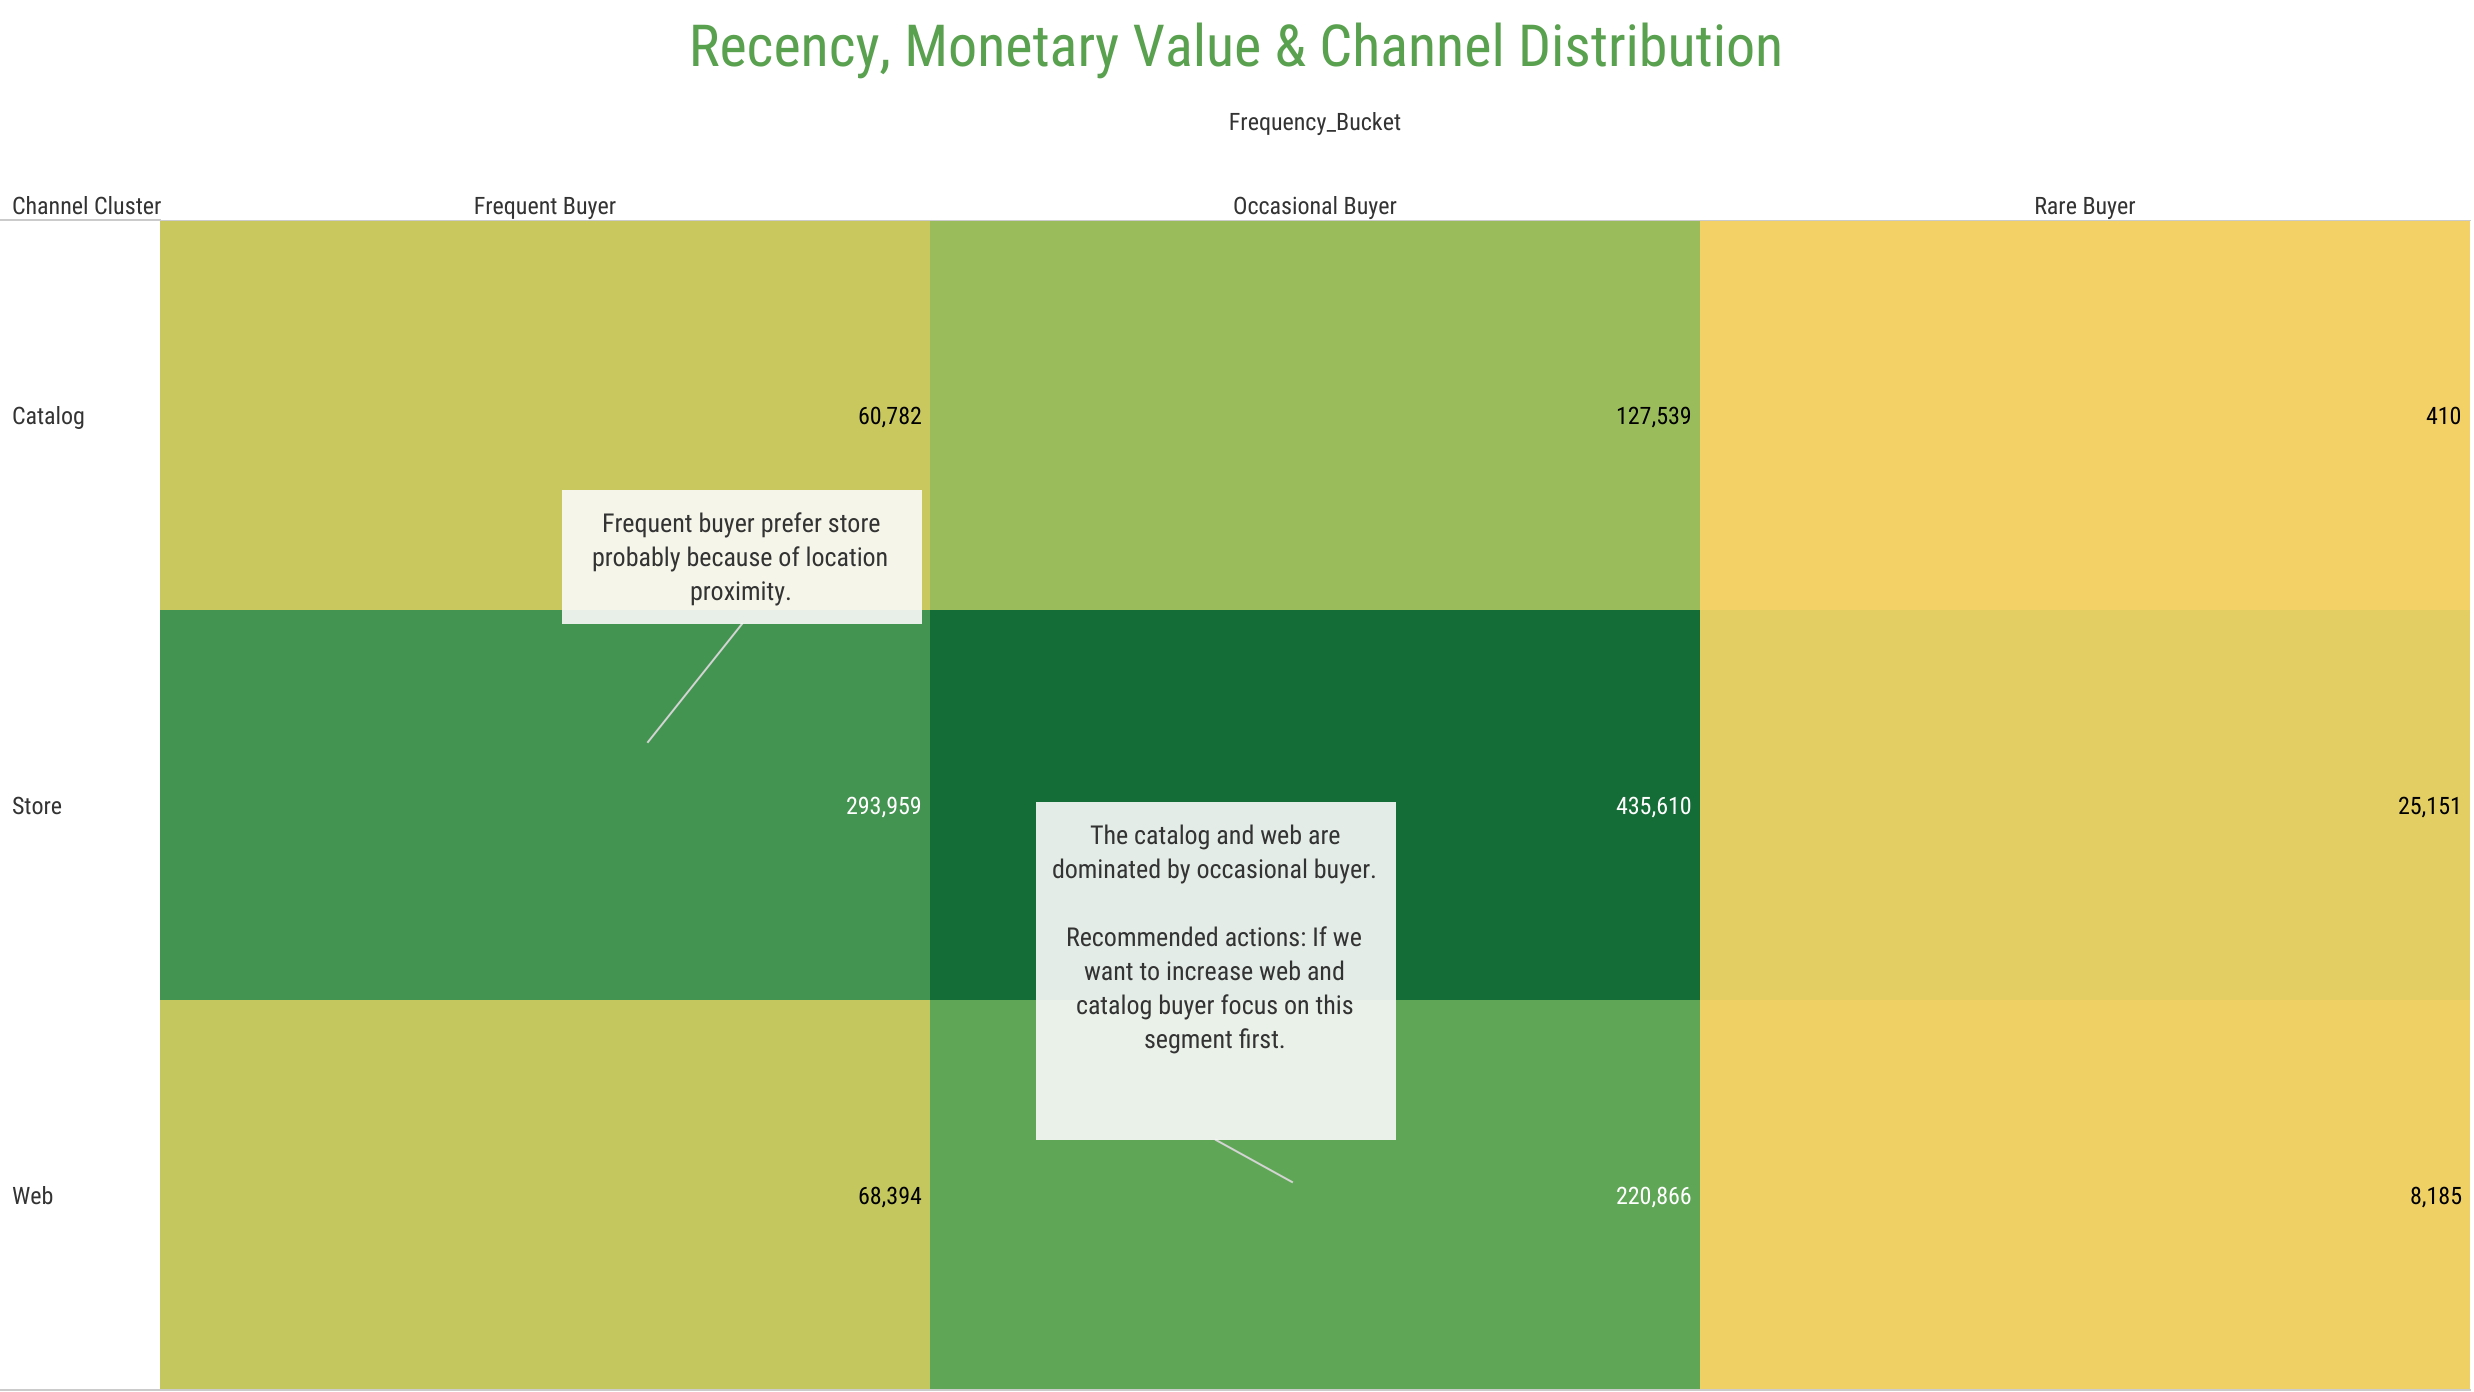 Recency, Monetary Value & Channel Distribution
Frequency_Bucket
Channel Cluster Frequent Buyer Occasional Buyer Rare Buyer
Catalog 60,782 127,539 410
Frequent buyer prefer store
probably because of location
proximity.
Store 293,959 435,610 25,151
The catalog and web are
dominated by occasional buyer.
Recommended actions: If we
want to increase web and
catalog buyer focus on this
segment first.
Web 68,394 220,866 8,185